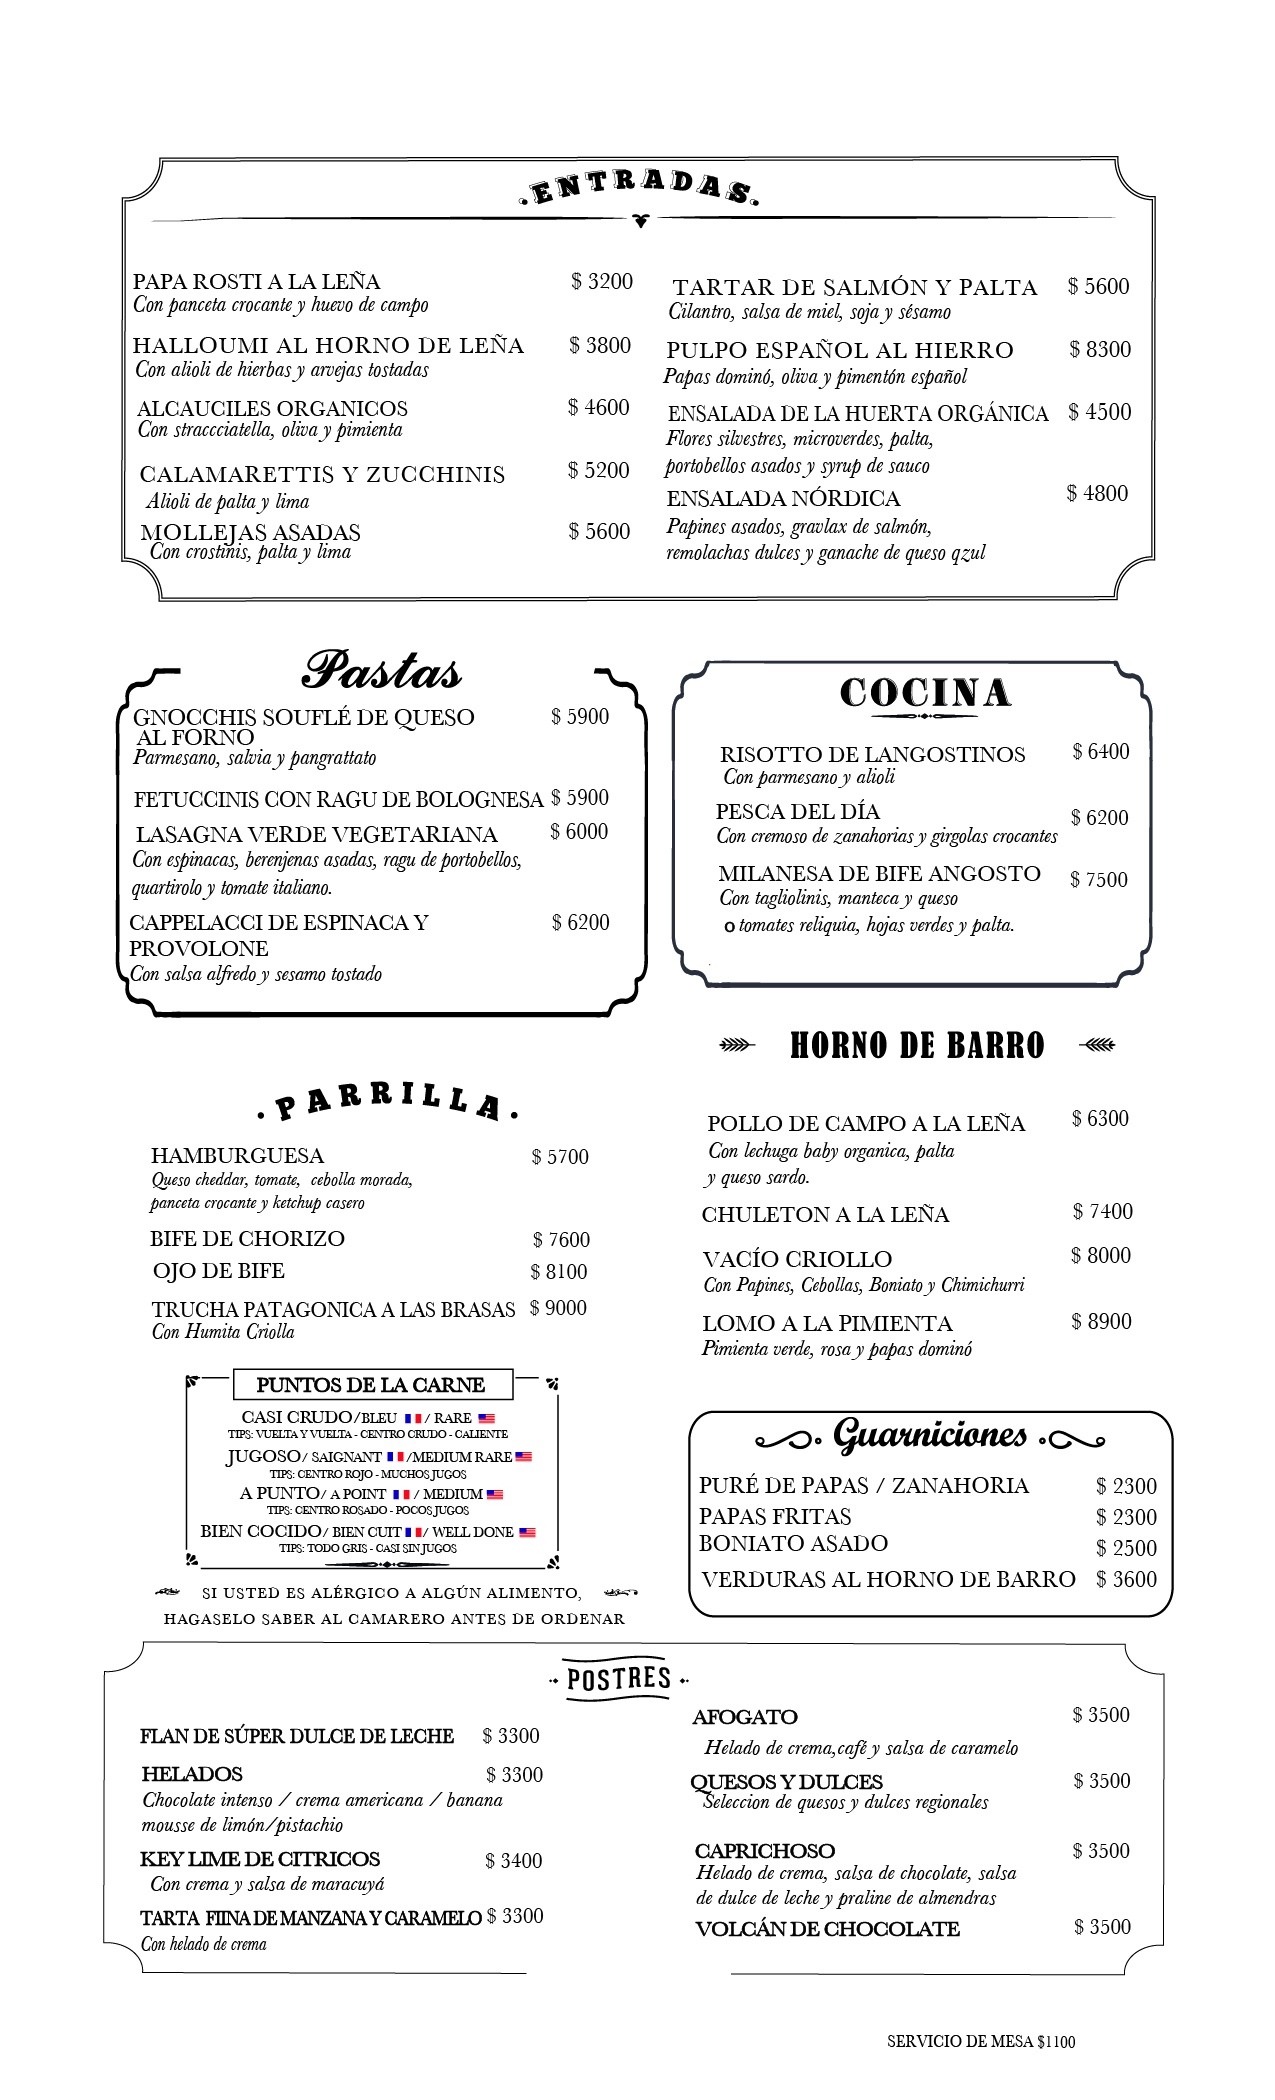 ENTRADAS
PAPA ROSTI A LA LEÑA $ 3200
Con panceta crocante y huevo de campo
HALLOUMI AL HORNO DE LEÑA $ 3800
Con alioli de hierbas y arvejas tostadas
ALCAUCILES ORGANICOS $ 4600
Con straccciatella, oliva y pimienta
CALAMARETTIS Y ZUCCHINIS $ 5200
Alioli de palta y lima
MOLLEJAS ASADAS $ 5600
Con crostinis, palta y lima
TARTAR DE SALMÓN Y PALTA $ 5600
Cilantro, salsa de miel, soja y sésamo
PULPO ESPAÑOL AL HIERRO $ 8300
Papas dominó, oliva y pimentón español
ENSALADA DE LA HUERTA ORGÁNICA $ 4500
Flores silvestres, microverdes, palta,
portobellos asados y syrup de sauco
ENSALADA NÓRDICA $ 4800
Papines asados, gravlax de salmón,
remolachas dulces y ganache de queso qzul
Pastas
GNOCCHIS SOUFLÉ DE QUESO $ 5900
AL FORNO
Parmesano, salvia y pangrattato
FETUCCINIS CON RAGU DE BOLOGNESA $ 5900
LASAGNA VERDE VEGETARIANA $ 6000
Con espinacas, berenjenas asadas, ragu de portobellos,
quartirolo y tomate italiano.
CAPPELACCI DE ESPINACA Y $ 6200
PROVOLONE
Con salsa alfredo y sesamo tostado
COCINA
RISOTTO DE LANGOSTINOS $ 6400
Con parmesano y alioli
PESCA DEL DÍA $ 6200
Con cremoso de zanahorias y girgolas crocantes
MILANESA DE BIFE ANGOSTO $ 7500
Con tagliolinis, manteca y queso
o tomates reliquia, hojas verdes y palta.
PARRILLA
HAMBURGUESA $ 5700
Queso cheddar, tomate, cebolla morada,
panceta crocante y ketchup casero
BIFE DE CHORIZO $ 7600
OJO DE BIFE $ 8100
TRUCHA PATAGONICA A LAS BRASAS $ 9000
Con Humita Criolla
PUNTOS DE LA CARNE
CASI CRUDO/BLEU / RARE
TIPS: VUELTA Y VUELTA - CENTRO CRUDO - CALIENTE
JUGOSO/ SAIGNANT /MEDIUM RARE
TIPS: CENTRO ROJO - MUCHOS JUGOS
A PUNTO/ A POINT / MEDIUM
TIPS: CENTRO ROSADO - POCOS JUGOS
BIEN COCIDO/ BIEN CUIT / WELL DONE
TIPS: TODO GRIS - CASI SIN JUGOS
SI USTED ES ALÉRGICO A ALGÚN ALIMENTO,
HAGASELO SABER AL CAMARERO ANTES DE ORDENAR
HORNO DE BARRO
POLLO DE CAMPO A LA LEÑA $ 6300
Con lechuga baby organica, palta
y queso sardo.
CHULETON A LA LEÑA $ 7400
VACÍO CRIOLLO $ 8000
Con Papines, Cebollas, Boniato y Chimichurri
LOMO A LA PIMIENTA $ 8900
Pimienta verde, rosa y papas dominó
Guarniciones
PURÉ DE PAPAS / ZANAHORIA $ 2300
PAPAS FRITAS $ 2300
BONIATO ASADO $ 2500
VERDURAS AL HORNO DE BARRO $ 3600
POSTRES
FLAN DE SÚPER DULCE DE LECHE $ 3300
HELADOS $ 3300
Chocolate intenso / crema americana / banana
mousse de limón/pistachio
KEY LIME DE CITRICOS $ 3400
Con crema y salsa de maracuyá
TARTA FIINA DE MANZANA Y CARAMELO $ 3300
Con helado de crema
AFOGATO $ 3500
Helado de crema,café y salsa de caramelo
QUESOS Y DULCES $ 3500
Seleccion de quesos y dulces regionales
CAPRICHOSO $ 3500
Helado de crema, salsa de chocolate, salsa
de dulce de leche y praline de almendras
VOLCÁN DE CHOCOLATE $ 3500
SERVICIO DE MESA $1100